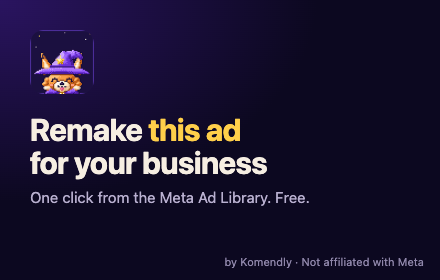 Remake this ad
for your business
One click from the Meta Ad Library. Free.
by Komendly · Not affiliated with Meta